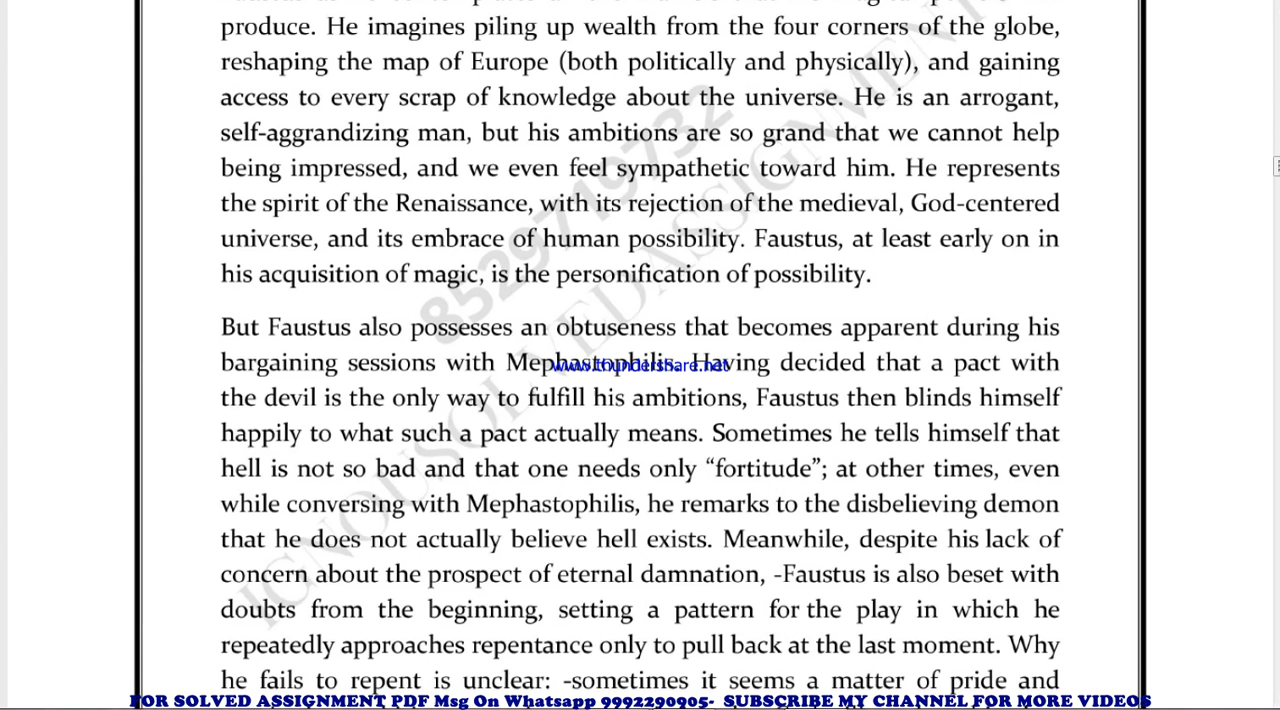 produce. He imagines piling up wealth from the four corners of the globe,
reshaping the map of Europe (both politically and physically), and gaining
access to every scrap of knowledge about the universe. He is an arrogant,
self-aggrandizing man, but his ambitions are so grand that we cannot help
being impressed, and we even feel sympathetic toward him. He represents
the spirit of the Renaissance, with its rejection of the medieval, God-centered
universe, and its embrace of human possibility. Faustus, at least early on in
his acquisition of magic, is the personification of possibility.
But Faustus also possesses an obtuseness that becomes apparent during his
bargaining sessions with Mephastophilis. Having decided that a pact with
www.thundershare.net
the devil is the only way to fulfill his ambitions, Faustus then blinds himself
happily to what such a pact actually means. Sometimes he tells himself that
hell is not so bad and that one needs only “fortitude”; at other times, even
while conversing with Mephastophilis, he remarks to the disbelieving demon
that he does not actually believe hell exists. Meanwhile, despite his lack of
concern about the prospect of eternal damnation, -Faustus is also beset with
doubts from the beginning, setting a pattern for the play in which he
repeatedly approaches repentance only to pull back at the last moment. Why
he fails to repent is unclear: -sometimes it seems a matter of pride and
FOR SOLVED ASSIGNMENT PDF Msg On Whatsapp 9992290905- SUBSCRIBE MY CHANNEL FOR MORE VIDEOS
8529719732